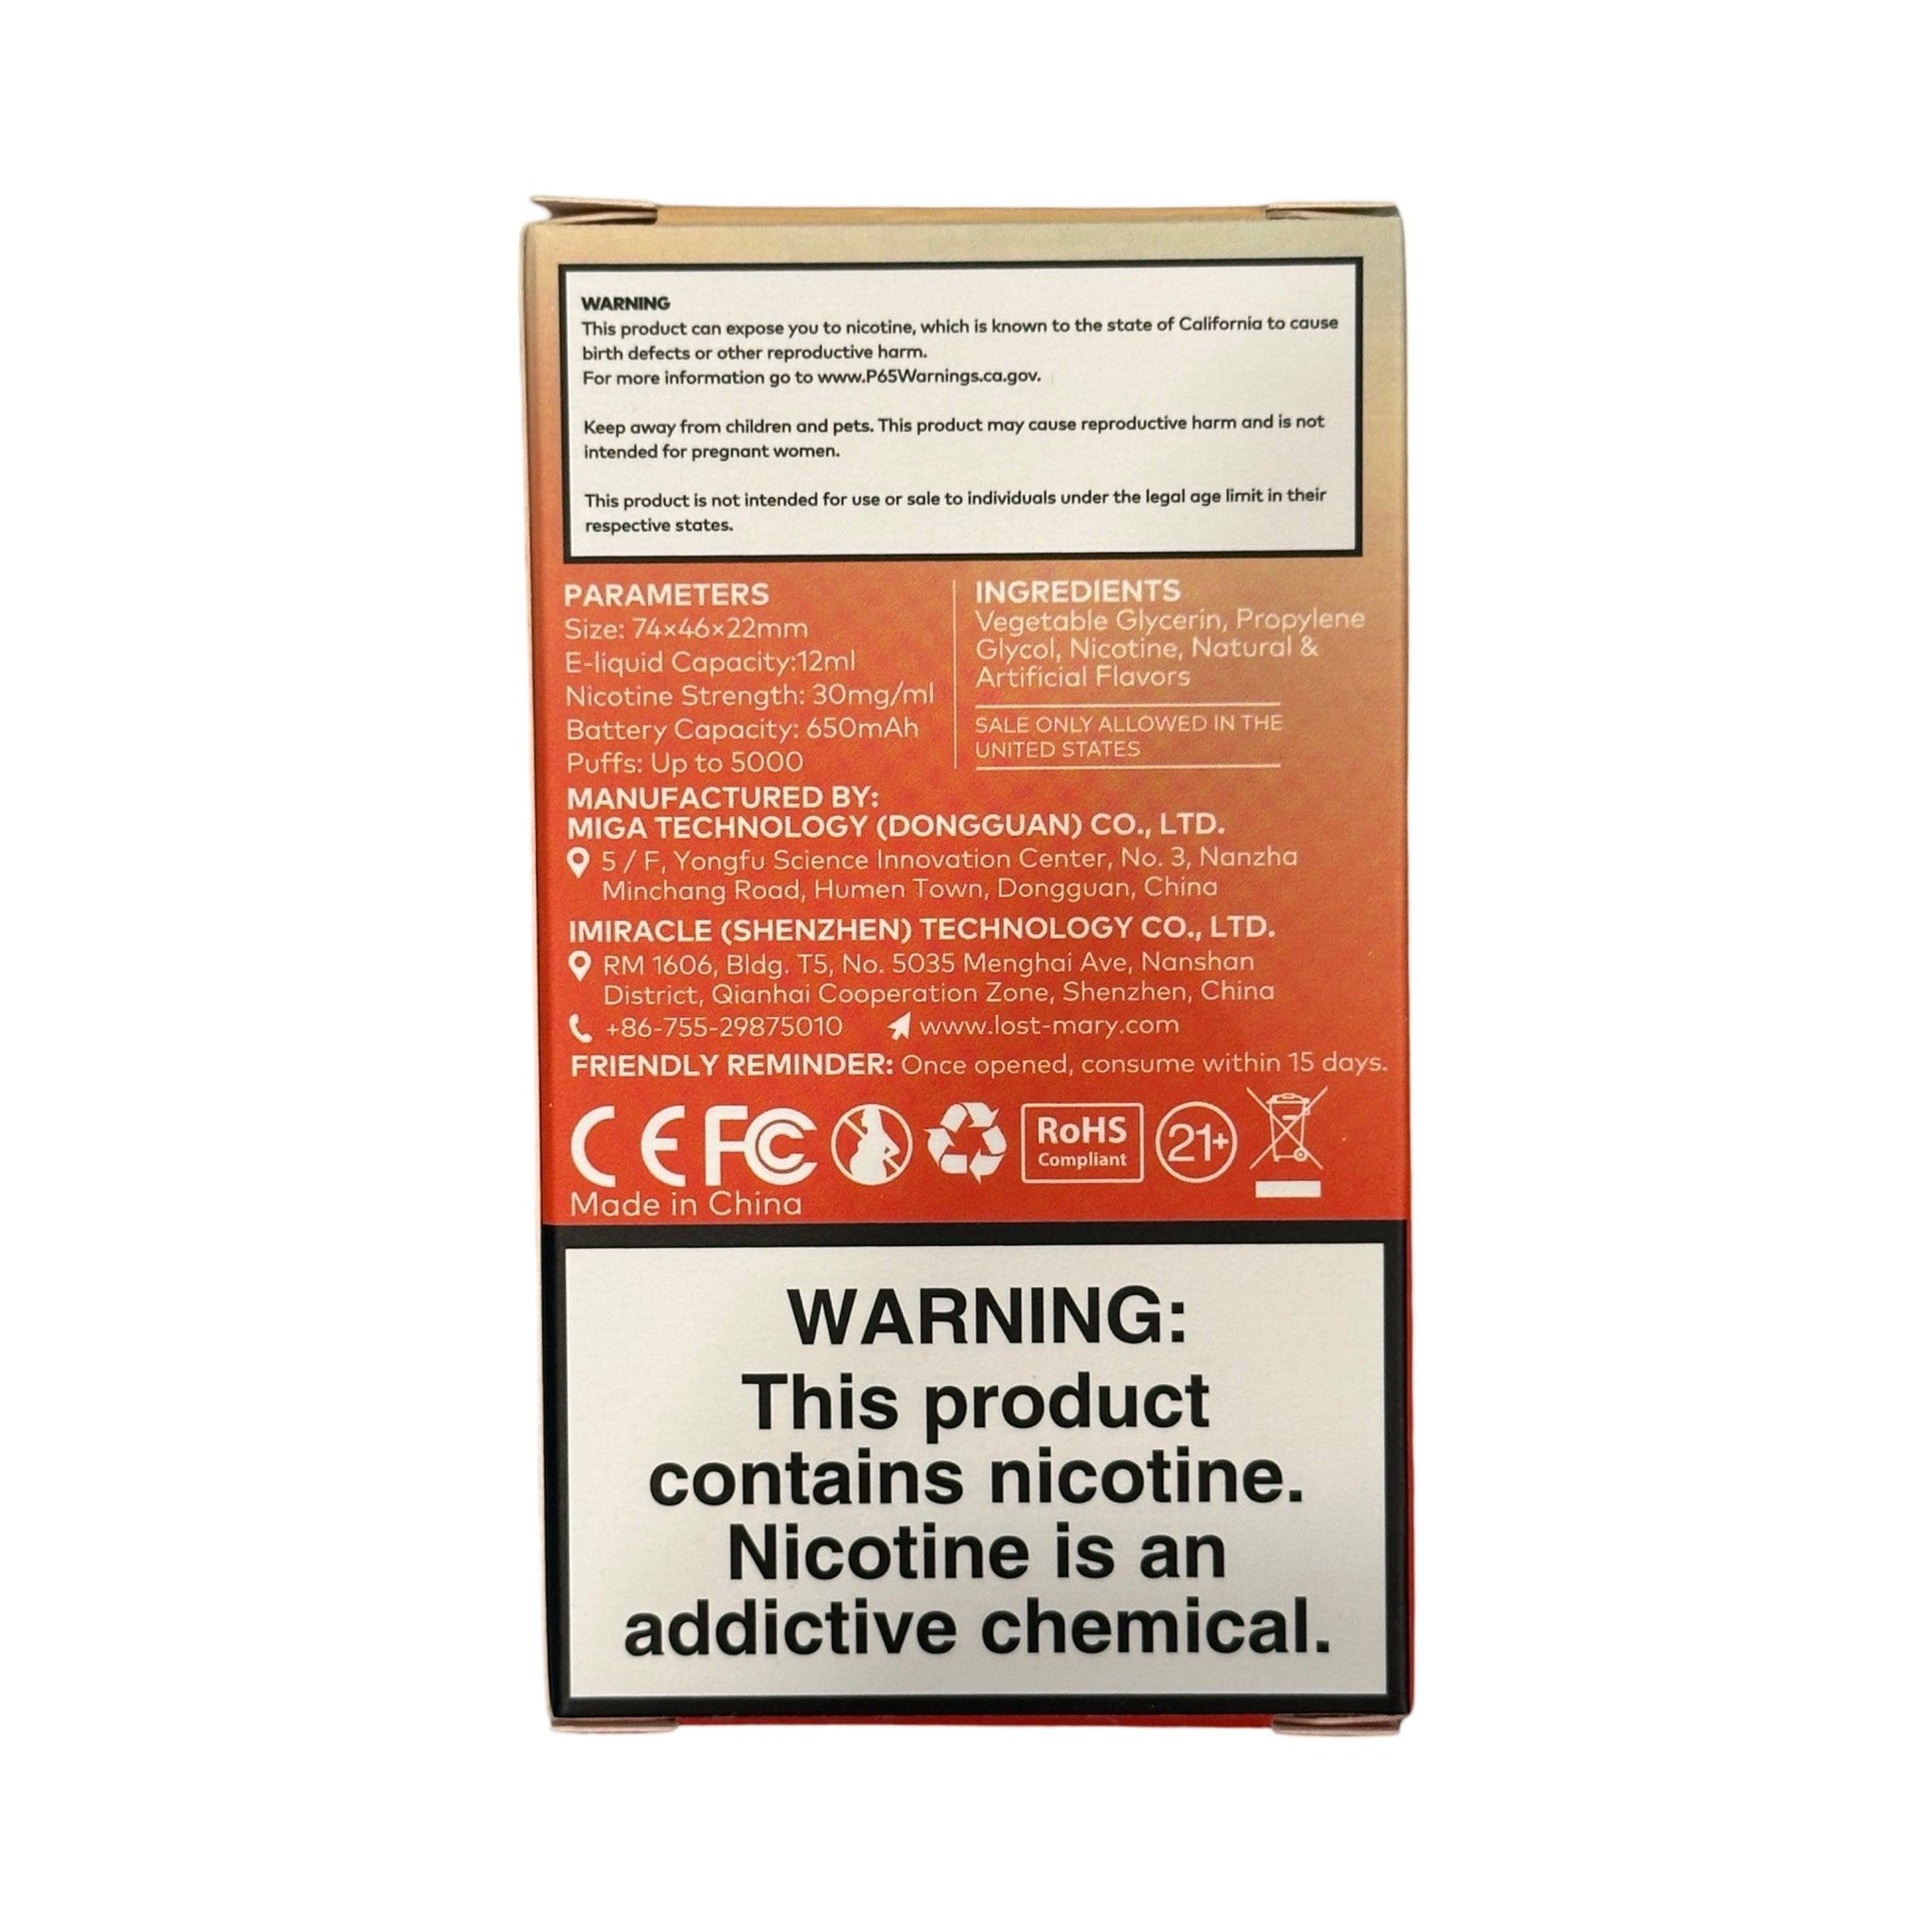 WARNING
This product can expose you to nicotine, which is known to the state of California to cause
birth defects or other reproductive harm.
For more information go to www.P65Warnings.ca.gov.
Keep away from children and pets. This product may cause reproductive harm and is not
intended for pregnant women.
This product is not intended for use or sale to individuals under the legal age limit in their
respective states.
PARAMETERS
Size: 74×46×22mm
E-liquid Capacity:12ml
Nicotine Strength: 30mg/ml
Battery Capacity: 650mAh
Puffs: Up to 5000
INGREDIENTS
Vegetable Glycerin, Propylene
Glycol, Nicotine, Natural &
Artificial Flavors
SALE ONLY ALLOWED IN THE
UNITED STATES
MANUFACTURED BY:
MIGA TECHNOLOGY (DONGGUAN) CO., LTD.
5 / F, Yongfu Science Innovation Center, No. 3, Nanzha
Minchang Road, Humen Town, Dongguan, China
IMIRACLE (SHENZHEN) TECHNOLOGY CO., LTD.
RM 1606, Bldg. T5, No. 5035 Menghai Ave, Nanshan
District, Qianhai Cooperation Zone, Shenzhen, China
+86-755-29875010 www.lost-mary.com
FRIENDLY REMINDER: Once opened, consume within 15 days.
CE FC RoHS 21+
Compliant
Made in China
WARNING:
This product
contains nicotine.
Nicotine is an
addictive chemical.